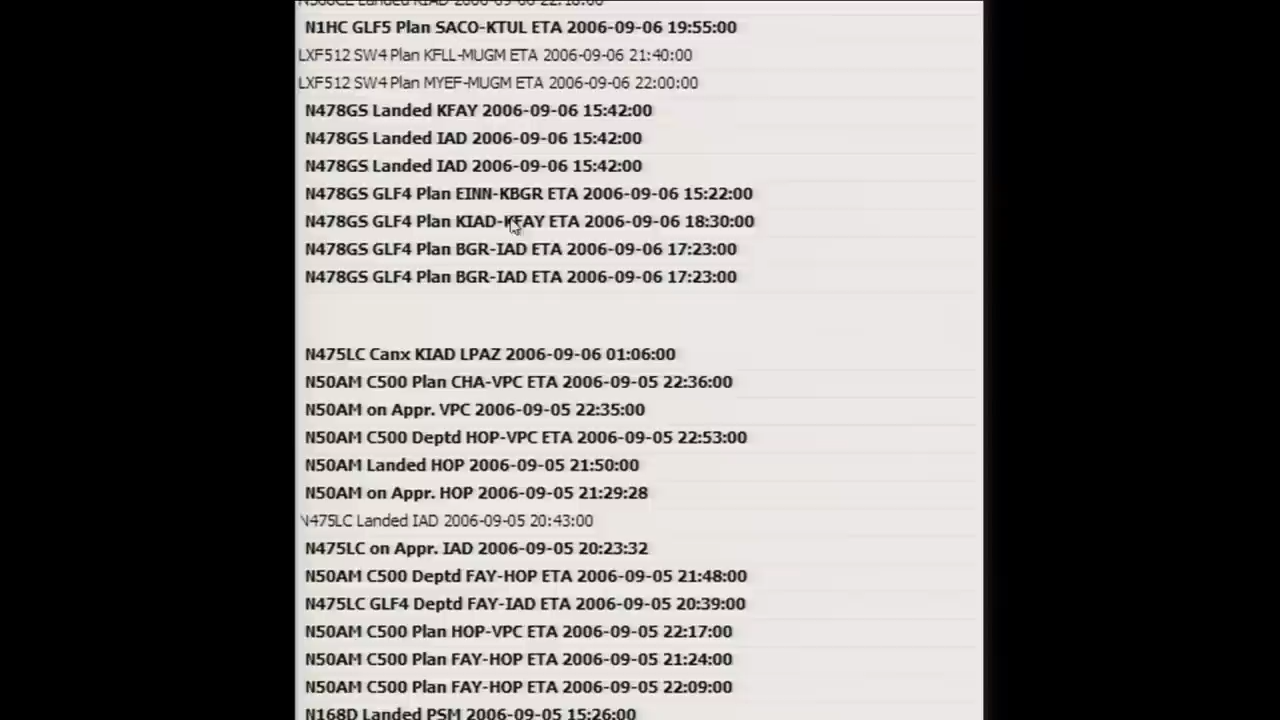 N1HC GLF5 Plan SACO-KTUL ETA 2006-09-06 19:55:00
LXF512 SW4 Plan KFLL-MUGM ETA 2006-09-06 21:40:00
LXF512 SW4 Plan MYEF-MUGM ETA 2006-09-06 22:00:00
N478GS Landed KFAY 2006-09-06 15:42:00
N478GS Landed IAD 2006-09-06 15:42:00
N478GS Landed IAD 2006-09-06 15:42:00
N478GS GLF4 Plan EINN-KBGR ETA 2006-09-06 15:22:00
N478GS GLF4 Plan KIAD-KFAY ETA 2006-09-06 18:30:00
N478GS GLF4 Plan BGR-IAD ETA 2006-09-06 17:23:00
N478GS GLF4 Plan BGR-IAD ETA 2006-09-06 17:23:00
N475LC Canx KIAD LPAZ 2006-09-06 01:06:00
N50AM C500 Plan CHA-VPC ETA 2006-09-05 22:36:00
N50AM on Appr. VPC 2006-09-05 22:35:00
N50AM C500 Deptd HOP-VPC ETA 2006-09-05 22:53:00
N50AM Landed HOP 2006-09-05 21:50:00
N50AM on Appr. HOP 2006-09-05 21:29:28
N475LC Landed IAD 2006-09-05 20:43:00
N475LC on Appr. IAD 2006-09-05 20:23:32
N50AM C500 Deptd FAY-HOP ETA 2006-09-05 21:48:00
N475LC GLF4 Deptd FAY-IAD ETA 2006-09-05 20:39:00
N50AM C500 Plan HOP-VPC ETA 2006-09-05 22:17:00
N50AM C500 Plan FAY-HOP ETA 2006-09-05 21:24:00
N50AM C500 Plan FAY-HOP ETA 2006-09-05 22:09:00
N168D Landed PSM 2006-09-05 15:26:00